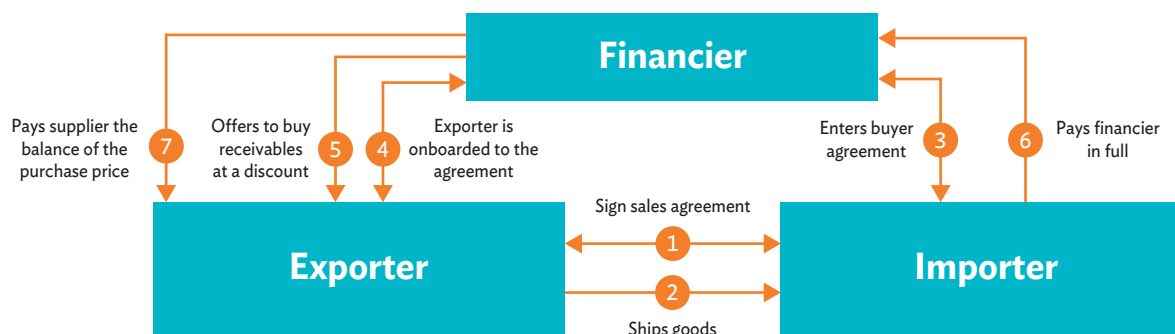 Financier
Pays supplier the
balance of the
purchase price
7
Offers to buy
receivables
at a discount
5
4
Exporter is
onboarded to the
agreement
Enters buyer
agreement
3
6
Pays financier
in full
Sign sales agreement
1
Exporter
Importer
2
Ships goods